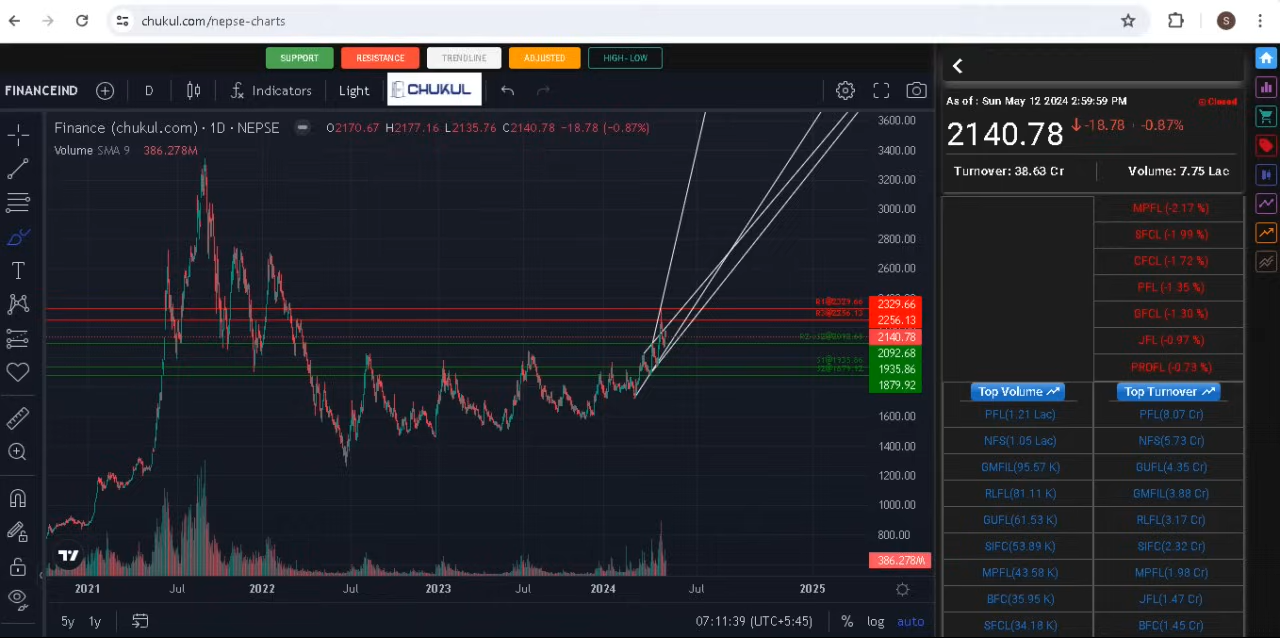 chukul.com/nepse-charts
S
SUPPORT RESISTANCE TRENDLINE ADJUSTED HIGH - LOW
FINANCEIND D Indicators Light CHUKUL
Finance (chukul.com) · 1D · NEPSE O2170.67 H2177.16 L2135.76 C2140.78 -18.78 (-0.87%)
Volume SMA 9 386.278M
3600.00
3400.00
3200.00
3000.00
2800.00
2600.00
R1@2329.66 2329.66
2256.13
2140.78
2092.68
S1@1935.86 1935.86
1879.92
1600.00
1400.00
1200.00
1000.00
800.00
386.278M
2021 Jul 2022 Jul 2023 Jul 2024 Jul 2025
5y 1y 07:11:39 (UTC+5:45) % log auto
As of : Sun May 12 2024 2:59:59 PM Closed
2140.78 -18.78 -0.87%
Turnover: 38.63 Cr Volume: 7.75 Lac
MPFL (-2.17 %)
SFCL (-1.99 %)
CFCL (-1.72 %)
PFL (-1.35 %)
GFCL (-1.30 %)
JFL (-0.97 %)
PROFL (-0.73 %)
Top Volume Top Turnover
PFL(1.21 Lac) PFL(8.07 Cr)
NFS(1.05 Lac) NFS(5.73 Cr)
GMFIL(95.57 K) GUFL(4.35 Cr)
RLFL(81.11 K) GMFIL(3.88 Cr)
GUFL(61.53 K) RLFL(3.17 Cr)
SIFC(53.89 K) SIFC(2.32 Cr)
MPFL(43.58 K) MPFL(1.98 Cr)
BFC(35.95 K) JFL(1.47 Cr)
SFCL(34.18 K) BFC(1.45 Cr)